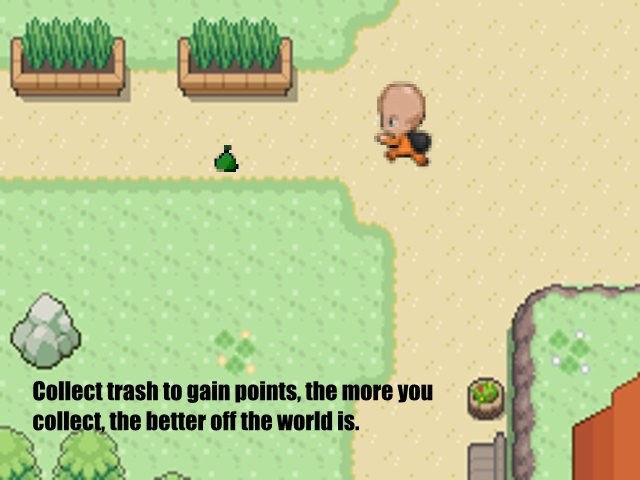 Collect trash to gain points, the more you
collect, the better off the world is.